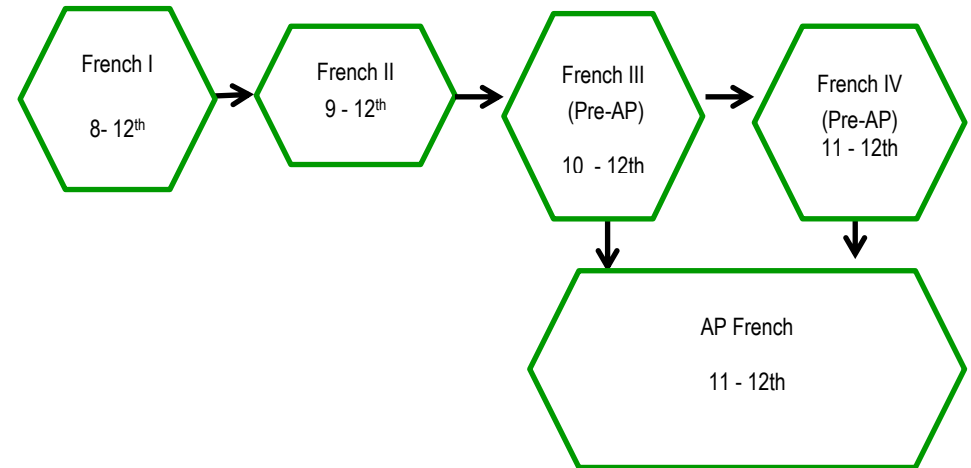 French I
8- 12th
French II
9 - 12th
French III
(Pre-AP)
10 - 12th
French IV
(Pre-AP)
11 - 12th
AP French
11 - 12th